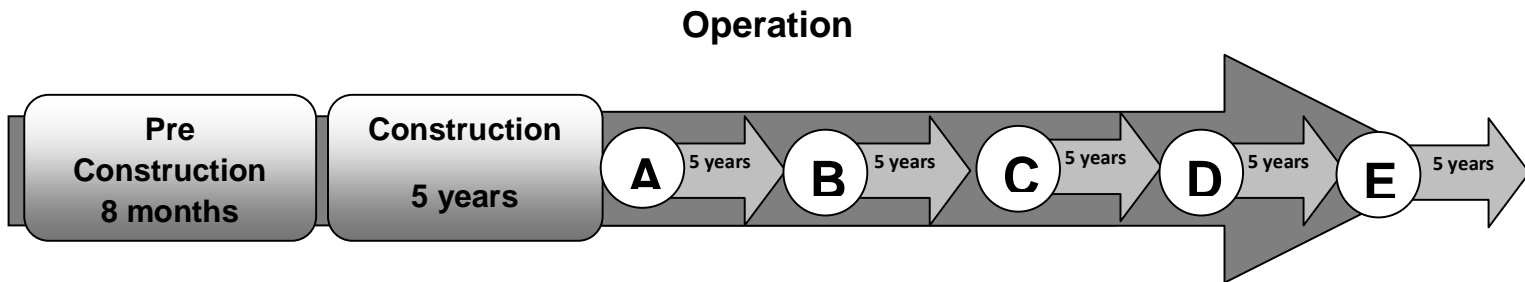 Operation
Pre
Construction
8 months
Construction
5 years
A
5 years
B
5 years
C
5 years
D
5 years
E
5 years